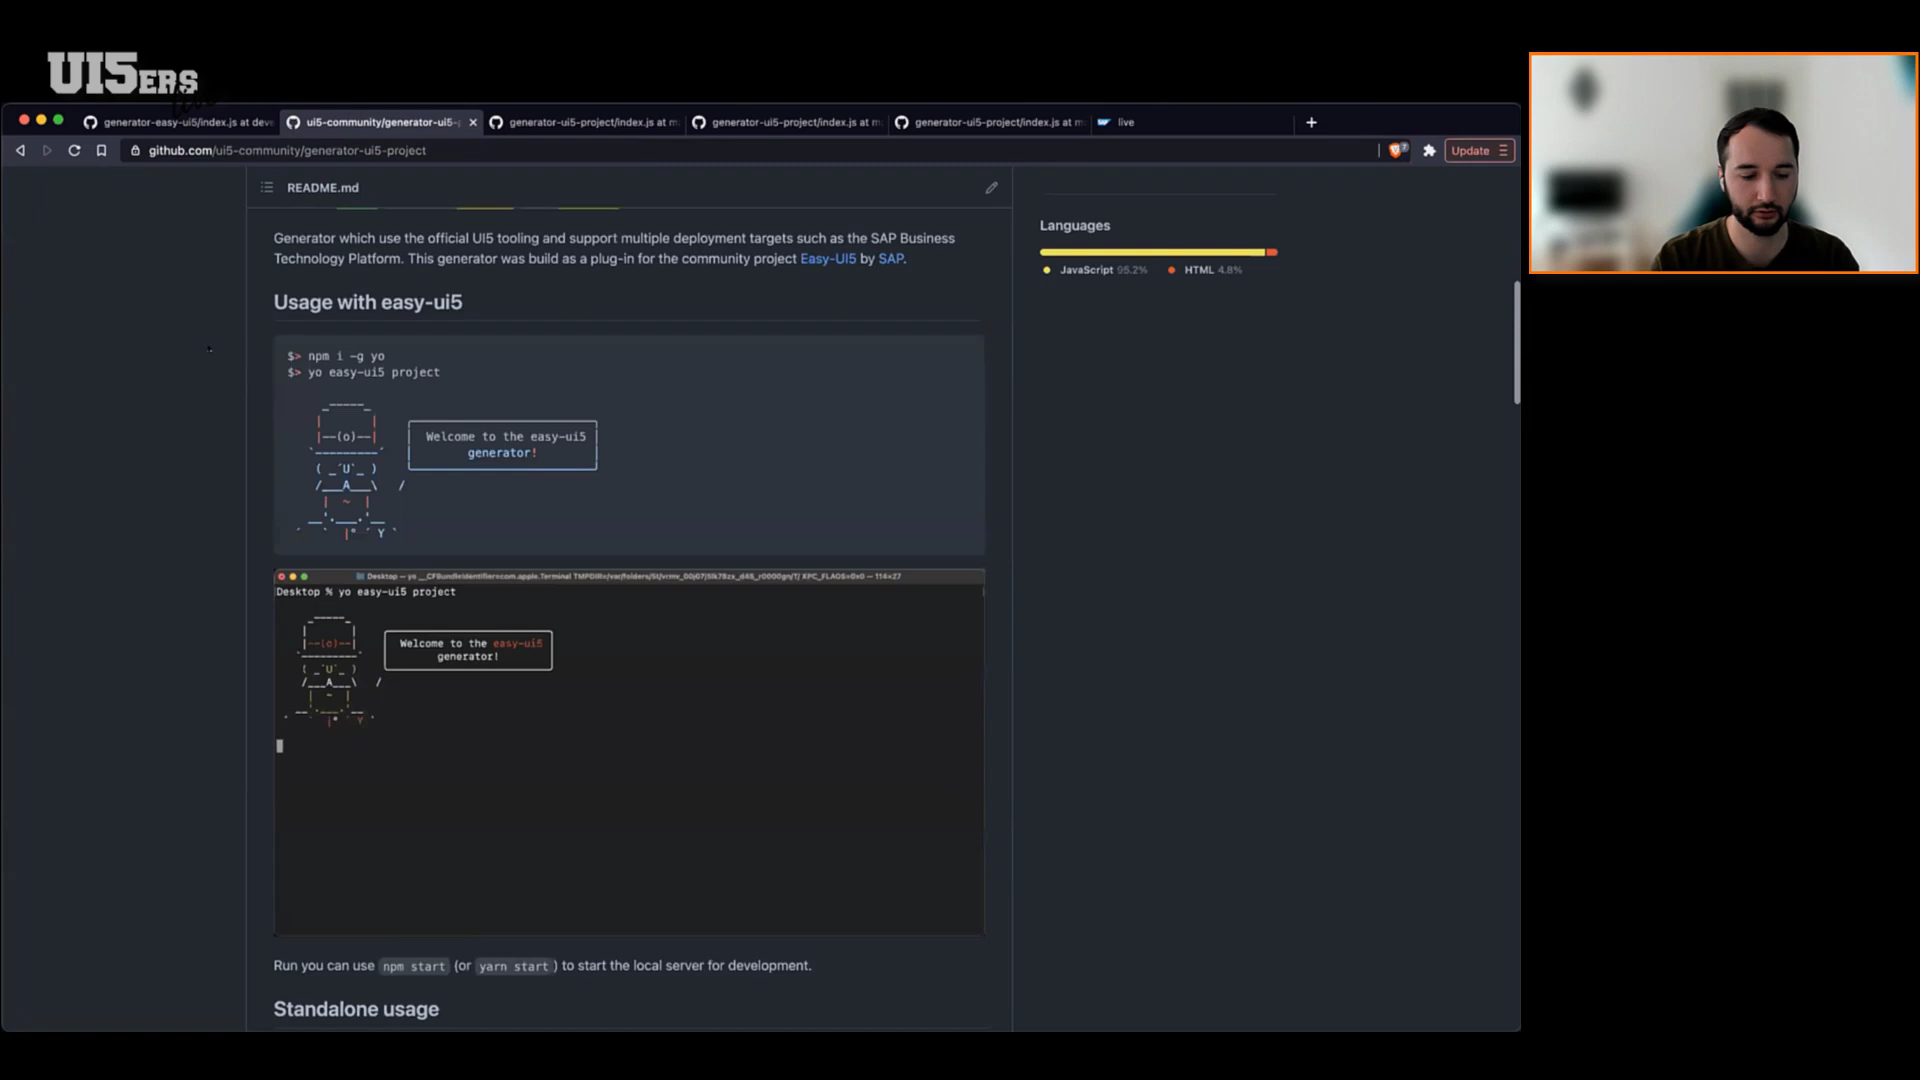 UI5ERS
live
generator-easy-ui5/index.js at deve
ui5-community/generator-ui5-
generator-ui5-project/index.js at m
generator-ui5-project/index.js at m
generator-ui5-project/index.js at m
live
github.com/ui5-community/generator-ui5-project
Update
README.md
Generator which use the official UI5 tooling and support multiple deployment targets such as the SAP Business
Technology Platform. This generator was build as a plug-in for the community project Easy-UI5 by SAP.
Languages
JavaScript 95.2%
HTML 4.8%
Usage with easy-ui5
$> npm i -g yo
$> yo easy-ui5 project
Welcome to the easy-ui5
generator!
Desktop % yo easy-ui5 project
Welcome to the easy-ui5
generator!
Run you can use npm start (or yarn start ) to start the local server for development.
Standalone usage